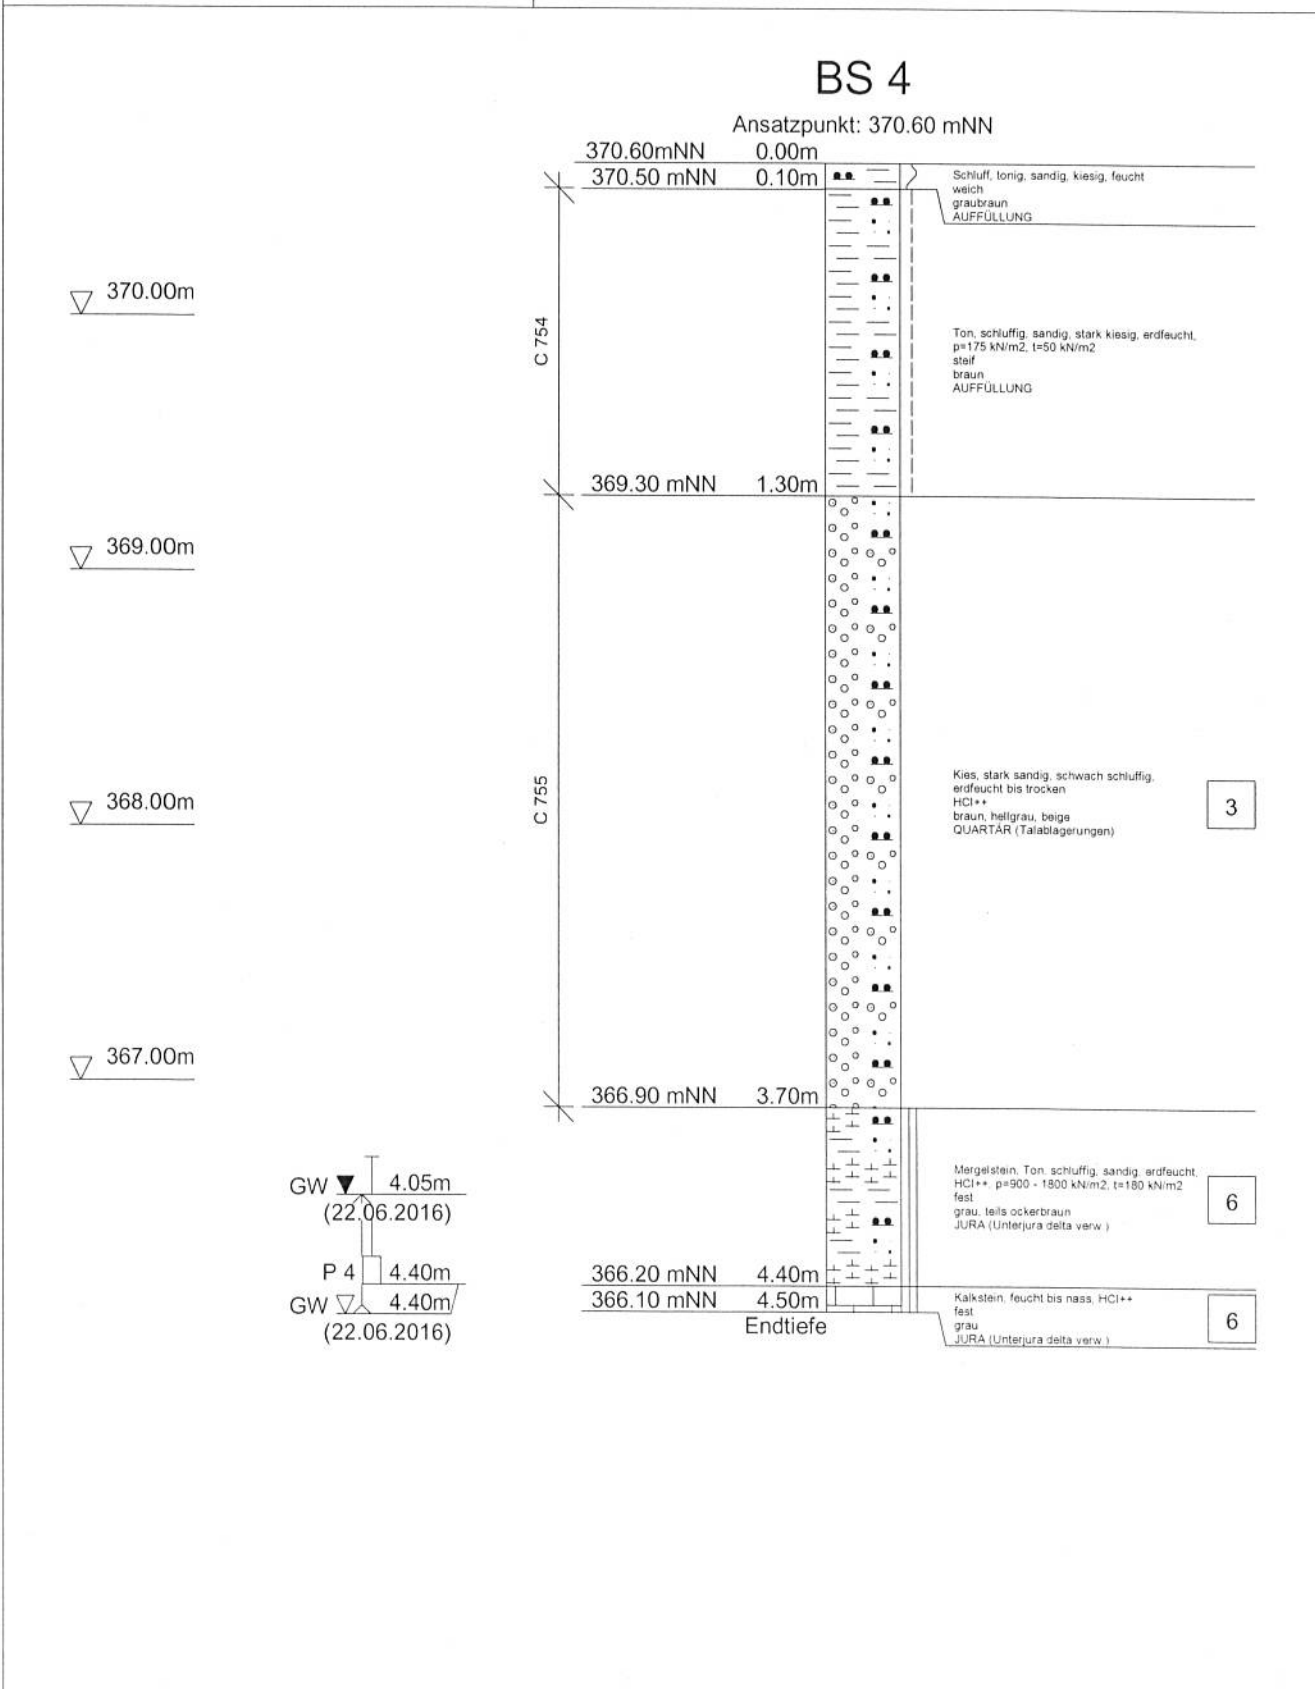 BS 4
Ansatzpunkt: 370.60 mNN
370.60mNN 0.00m
370.50 mNN 0.10m
Schluff, tonig, sandig, kiesig, feucht
weich
graubraun
AUFFÜLLUNG
370.00m
C 754
Ton, schluffig, sandig, stark kiesig, erdfeucht,
p=175 kN/m2, t=50 kN/m2
steif
braun
AUFFÜLLUNG
369.30 mNN 1.30m
369.00m
368.00m
C 755
Kies, stark sandig, schwach schluffig,
erdfeucht bis trocken
HCl++
braun, hellgrau, beige
QUARTÄR (Talablagerungen)
3
367.00m
366.90 mNN 3.70m
GW 4.05m
(22.06.2016)
Mergelstein, Ton, schluffig, sandig, erdfeucht,
HCl++, p=900 - 1800 kN/m2, t=180 kN/m2
fest
grau, teils ockerbraun
JURA (Unterjura delta verw.)
6
P 4 4.40m
366.20 mNN 4.40m
GW 4.40m
(22.06.2016)
366.10 mNN 4.50m
Endtiefe
Kalkstein, feucht bis nass, HCl++
fest
grau
JURA (Unterjura delta verw.)
6